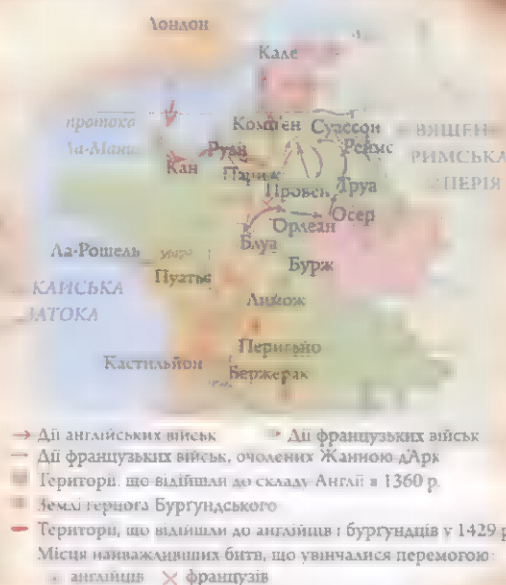 Лондон
Кале
протока
Ла-Манш
Комп'єн
Суассон
Руан
Реймс
Кан
Париж
РИМСЬКА
Провен
Труа
Осер
Орлеан
Блуа
Ла-Рошель
Бурж
Пуатьє
Лимож
ЗАТОКА
Кастильйон
Бержерак
Дії англійських військ
Дії французьких військ
Дії французьких військ, очолених Жанною д'Арк
Території, що відійшли до складу Англії в 1360 р.
Землі герцога Бургундського
Території, що відійшли до англійців і бургундців у 1429 р
Місця найважливіших битв, що увінчалися перемогою:
англійців
французів